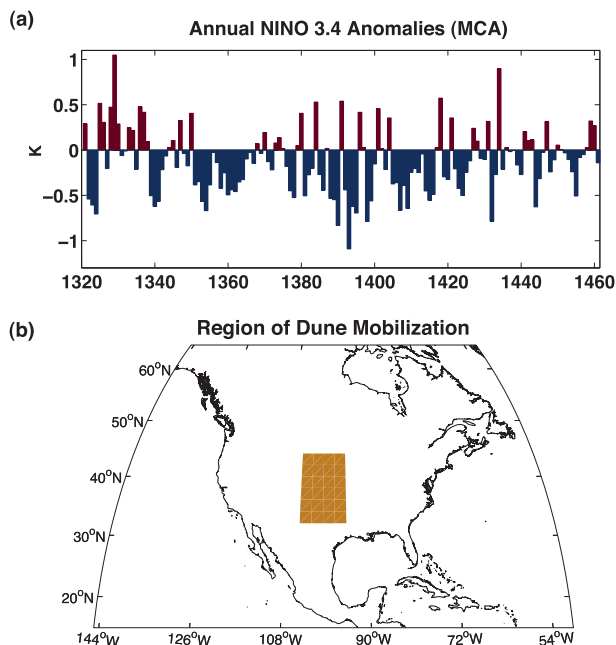 (a)
Annual NINO 3.4 Anomalies (MCA)
K
1
0.5
0
−0.5
−1
1320 1340 1360 1380 1400 1420 1440 1460
(b)
Region of Dune Mobilization
60°N
50°N
40°N
30°N
20°N
144°W 126°W 108°W 90°W 72°W 54°W